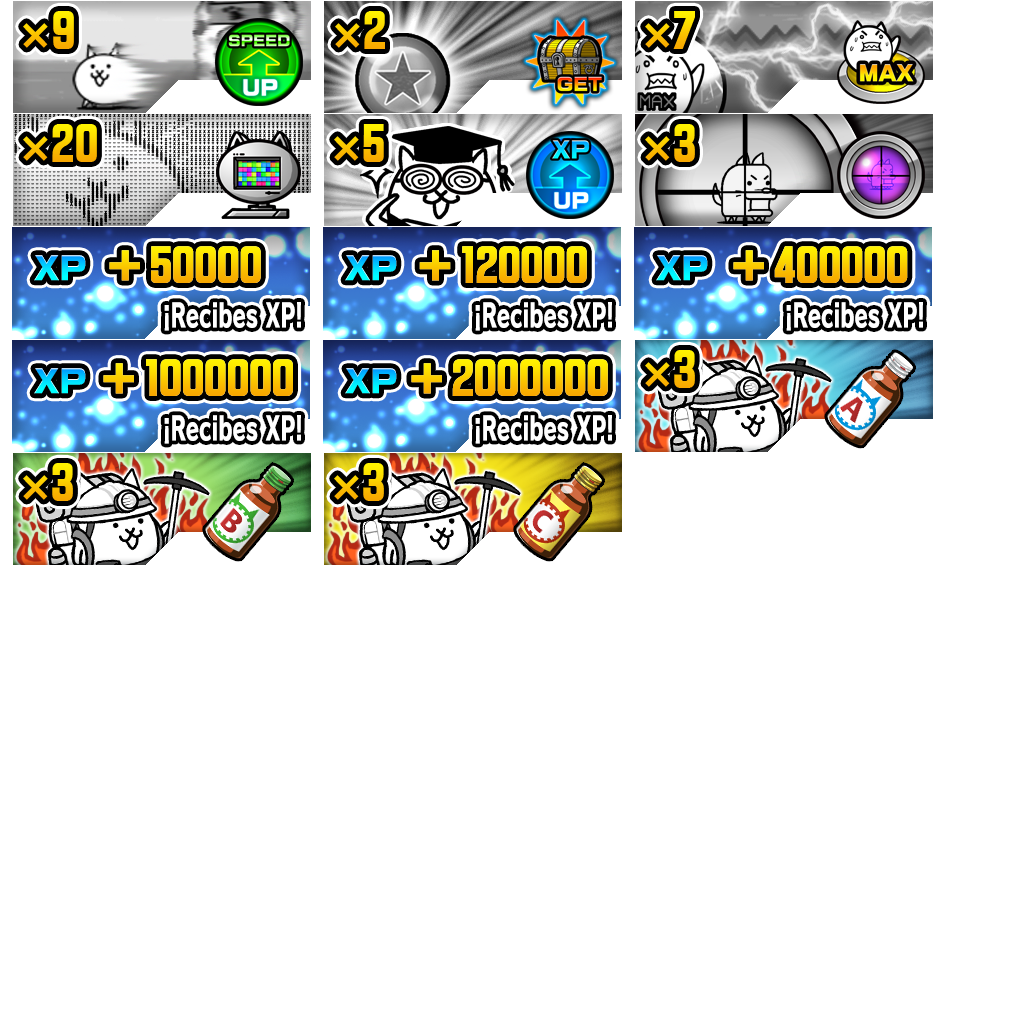 ×9 SPEED UP
×2 GET
×7 MAX MAX
×20
×5 XP UP
×3
XP +50000
¡Recibes XP!
XP +120000
¡Recibes XP!
XP +400000
¡Recibes XP!
XP +1000000
¡Recibes XP!
XP +2000000
¡Recibes XP!
×3 A
×3 B
×3 C